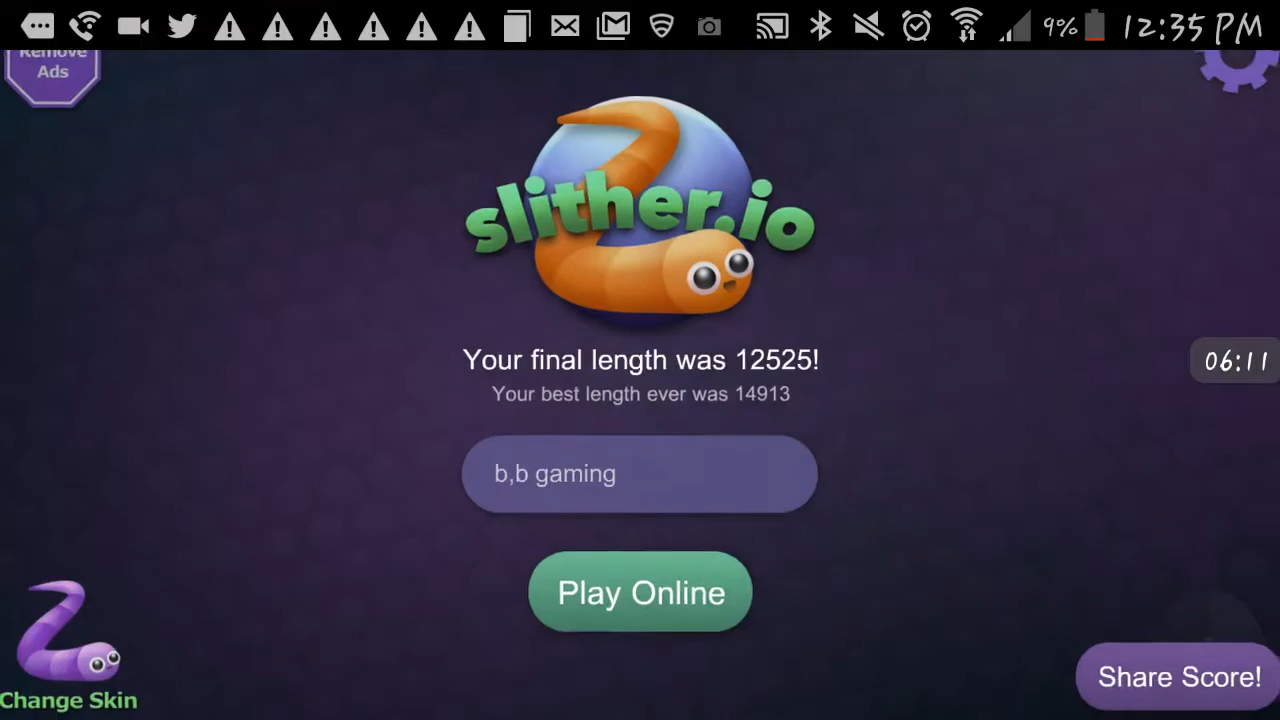 9% 12:35 PM
Remove
Ads
slither.io
Your final length was 12525!
Your best length ever was 14913
06:11
b,b gaming
Play Online
Change Skin
Share Score!